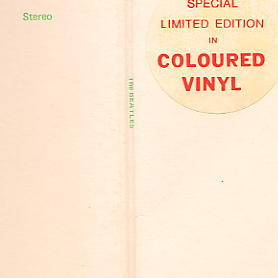 Stereo
THE BEATLES
SPECIAL
LIMITED EDITION
IN
COLOURED
VINYL